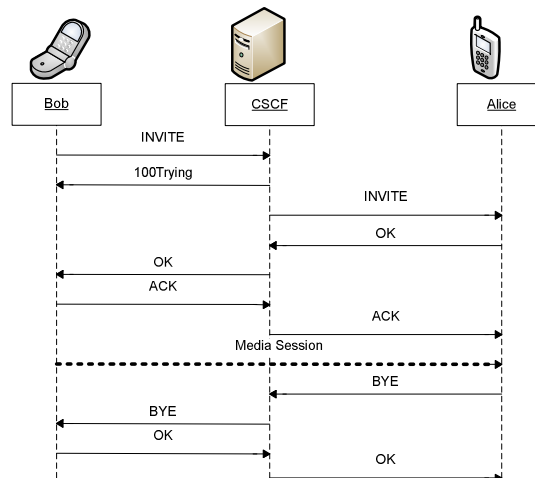 Bob
CSCF
Alice
INVITE
100Trying
INVITE
OK
OK
ACK
ACK
Media Session
BYE
BYE
OK
OK